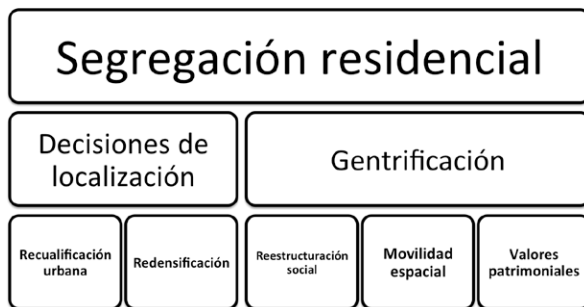 Segregación residencial
Decisiones de
localización
Gentrificación
Recualificación
urbana
Redensificación
Reestructuración
social
Movilidad
espacial
Valores
patrimoniales